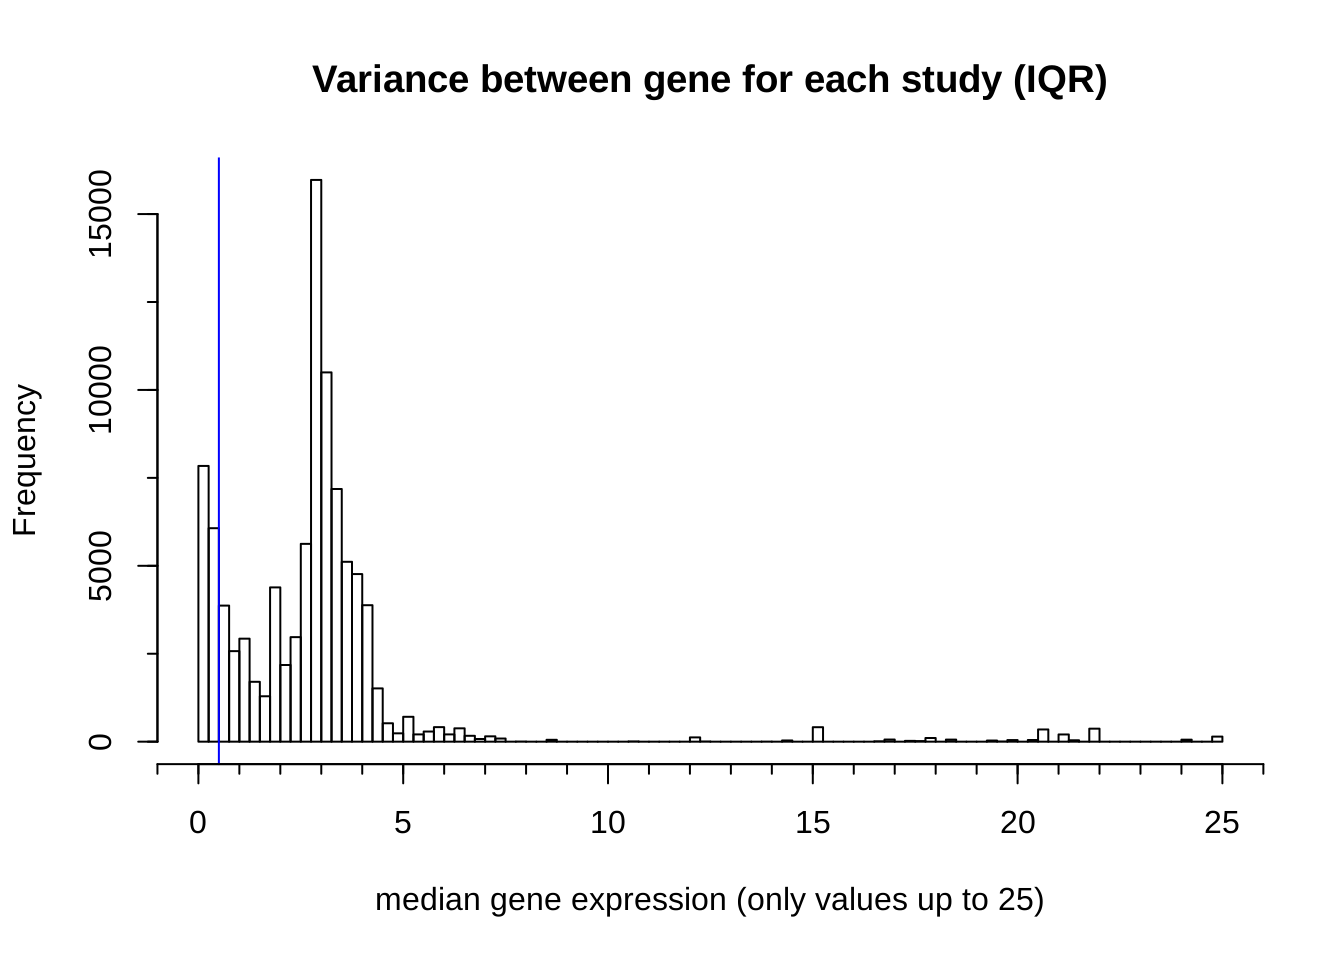 Variance between gene for each study (IQR)
Frequency
15000
10000
5000
0
0 5 10 15 20 25
median gene expression (only values up to 25)